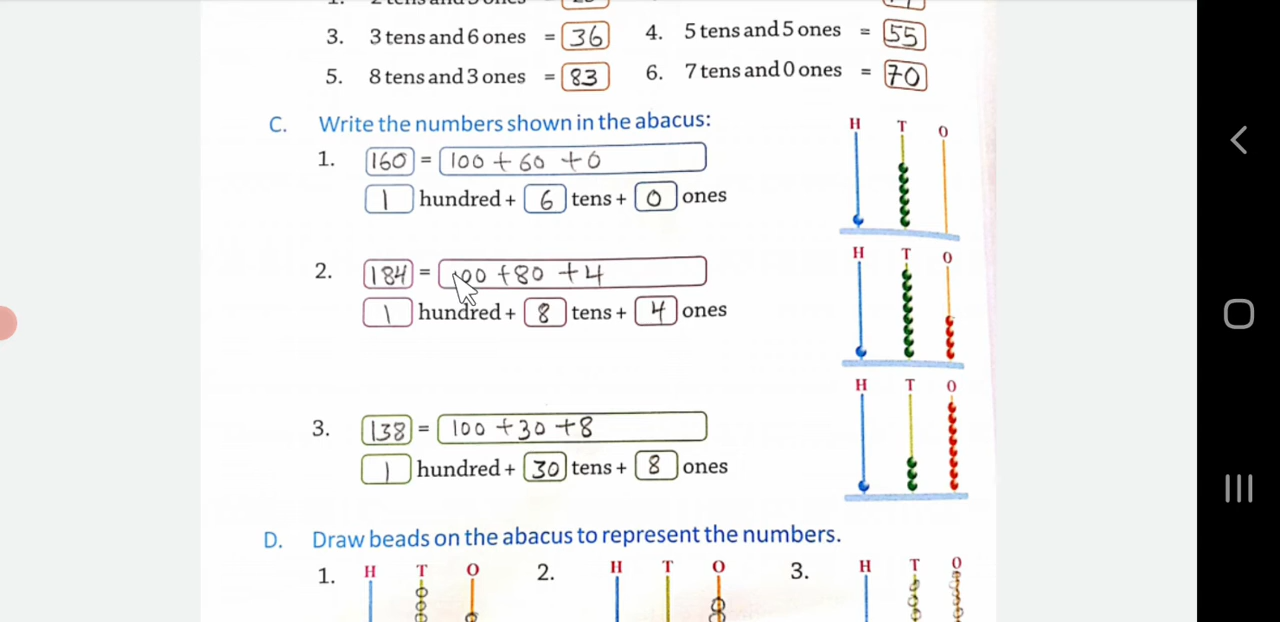 3. 3 tens and 6 ones = 36 4. 5 tens and 5 ones = 55
5. 8 tens and 3 ones = 83 6. 7 tens and 0 ones = 70
C. Write the numbers shown in the abacus:
H T O
1. 160 = 100 + 60 + 0
1 hundred + 6 tens + 0 ones
H T O
2. 184 = 100 + 80 + 4
1 hundred + 8 tens + 4 ones
H T O
3. 138 = 100 + 30 + 8
1 hundred + 30 tens + 8 ones
D. Draw beads on the abacus to represent the numbers.
1. H T O 2. H T O 3. H T O